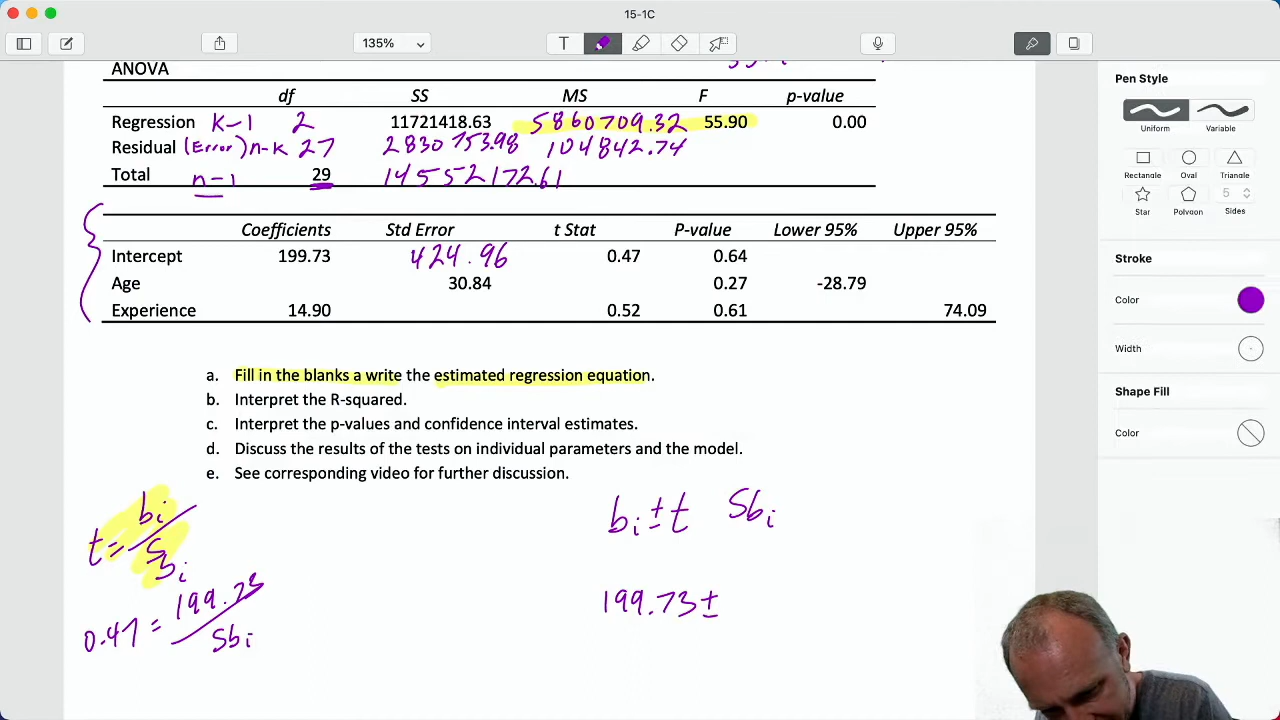 15-1C
135%
T
Pen Style
Uniform
Variable
Rectangle
Oval
Triangle
Star
Polygon
5
Sides
Stroke
Color
Width
Shape Fill
Color
ANOVA
df SS MS F p-value
Regression k-1 2 11721418.63 5860709.32 55.90 0.00
Residual (Error) n-k 27 2830753.98 104842.74
Total n-1 29 14552172.61
Coefficients Std Error t Stat P-value Lower 95% Upper 95%
Intercept 199.73 424.96 0.47 0.64
Age 30.84 0.27 -28.79
Experience 14.90 0.52 0.61 74.09
a. Fill in the blanks a write the estimated regression equation.
b. Interpret the R-squared.
c. Interpret the p-values and confidence interval estimates.
d. Discuss the results of the tests on individual parameters and the model.
e. See corresponding video for further discussion.
t = bi / Sbi
0.47 = 199.73 / Sbi
bi ± t Sbi
199.73 ±